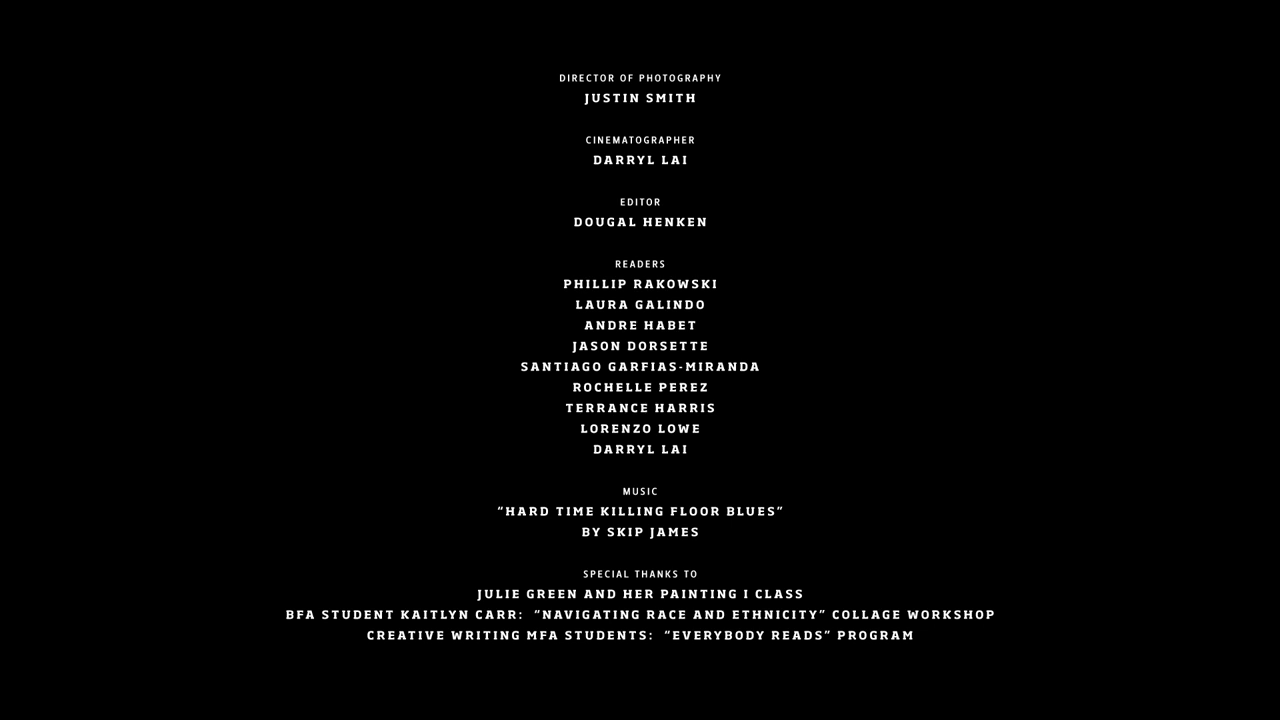 DIRECTOR OF PHOTOGRAPHY
JUSTIN SMITH
CINEMATOGRAPHER
DARRYL LAI
EDITOR
DOUGAL HENKEN
READERS
PHILLIP RAKOWSKI
LAURA GALINDO
ANDRE HABET
JASON DORSETTE
SANTIAGO GARFIAS-MIRANDA
ROCHELLE PEREZ
TERRANCE HARRIS
LORENZO LOWE
DARRYL LAI
MUSIC
“HARD TIME KILLING FLOOR BLUES”
BY SKIP JAMES
SPECIAL THANKS TO
JULIE GREEN AND HER PAINTING I CLASS
BFA STUDENT KAITLYN CARR: “NAVIGATING RACE AND ETHNICITY” COLLAGE WORKSHOP
CREATIVE WRITING MFA STUDENTS: “EVERYBODY READS” PROGRAM